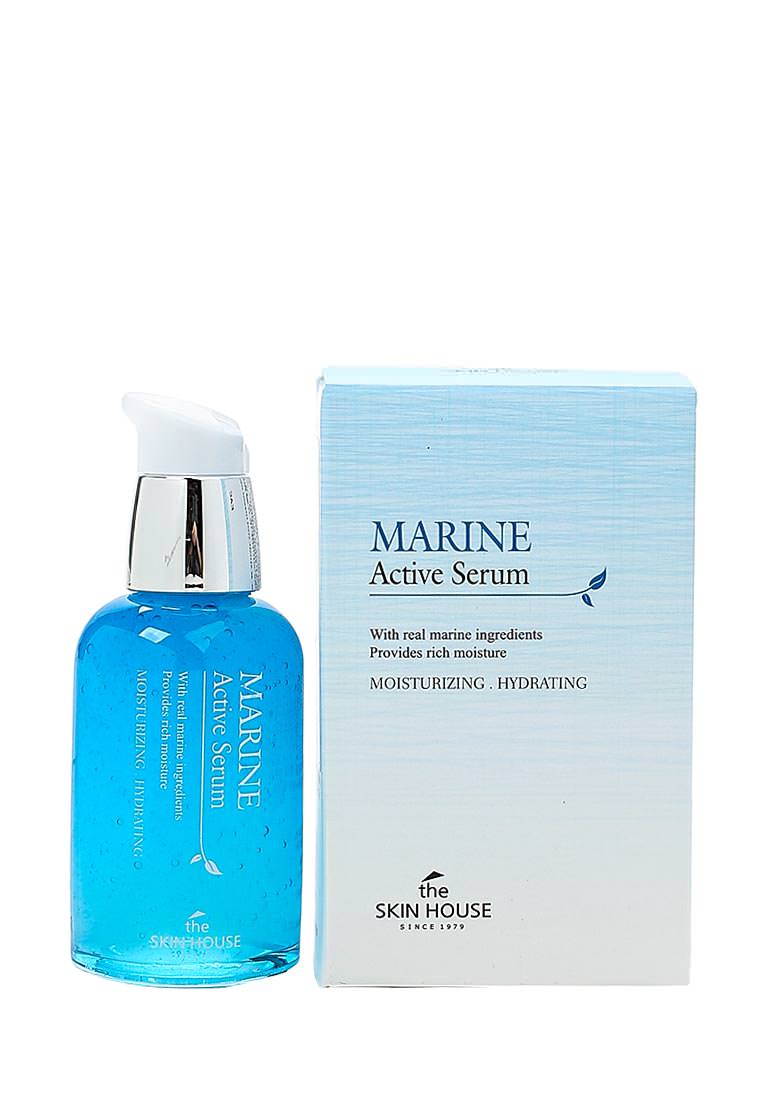 MARINE
Active Serum
With real marine ingredients
Provides rich moisture
MOISTURIZING . HYDRATING
the
SKIN HOUSE
MARINE
Active Serum
With real marine ingredients
Provides rich moisture
MOISTURIZING . HYDRATING
the
SKIN HOUSE
SINCE 1979